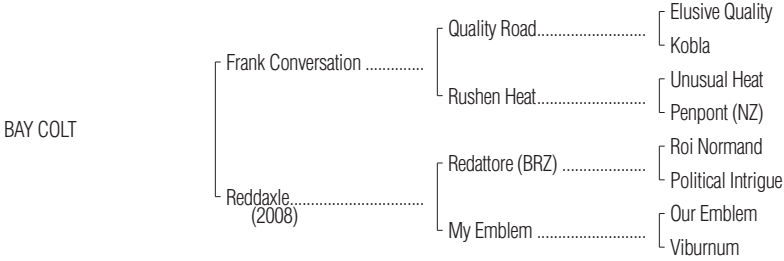 Elusive Quality
Quality Road..........................
Kobla
Frank Conversation ..............
Unusual Heat
Rushen Heat..........................
Penpont (NZ)
BAY COLT
Roi Normand
Redattore (BRZ) ....................
Political Intrigue
Reddaxle................................
(2008)
Our Emblem
My Emblem ..........................
Viburnum